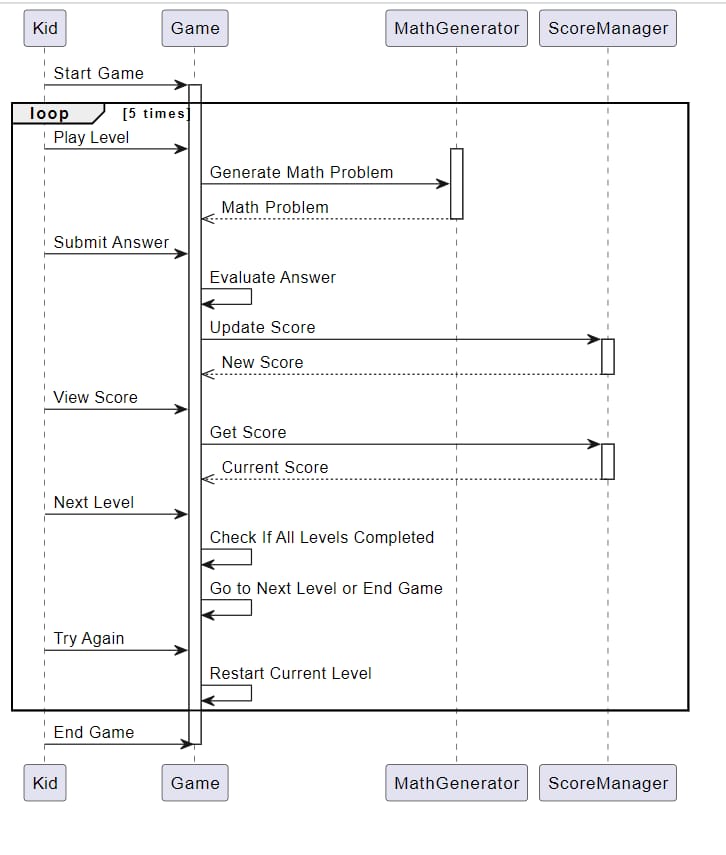 Kid Game MathGenerator ScoreManager
Start Game
loop [5 times]
Play Level
Generate Math Problem
Math Problem
Submit Answer
Evaluate Answer
Update Score
New Score
View Score
Get Score
Current Score
Next Level
Check If All Levels Completed
Go to Next Level or End Game
Try Again
Restart Current Level
End Game
Kid Game MathGenerator ScoreManager